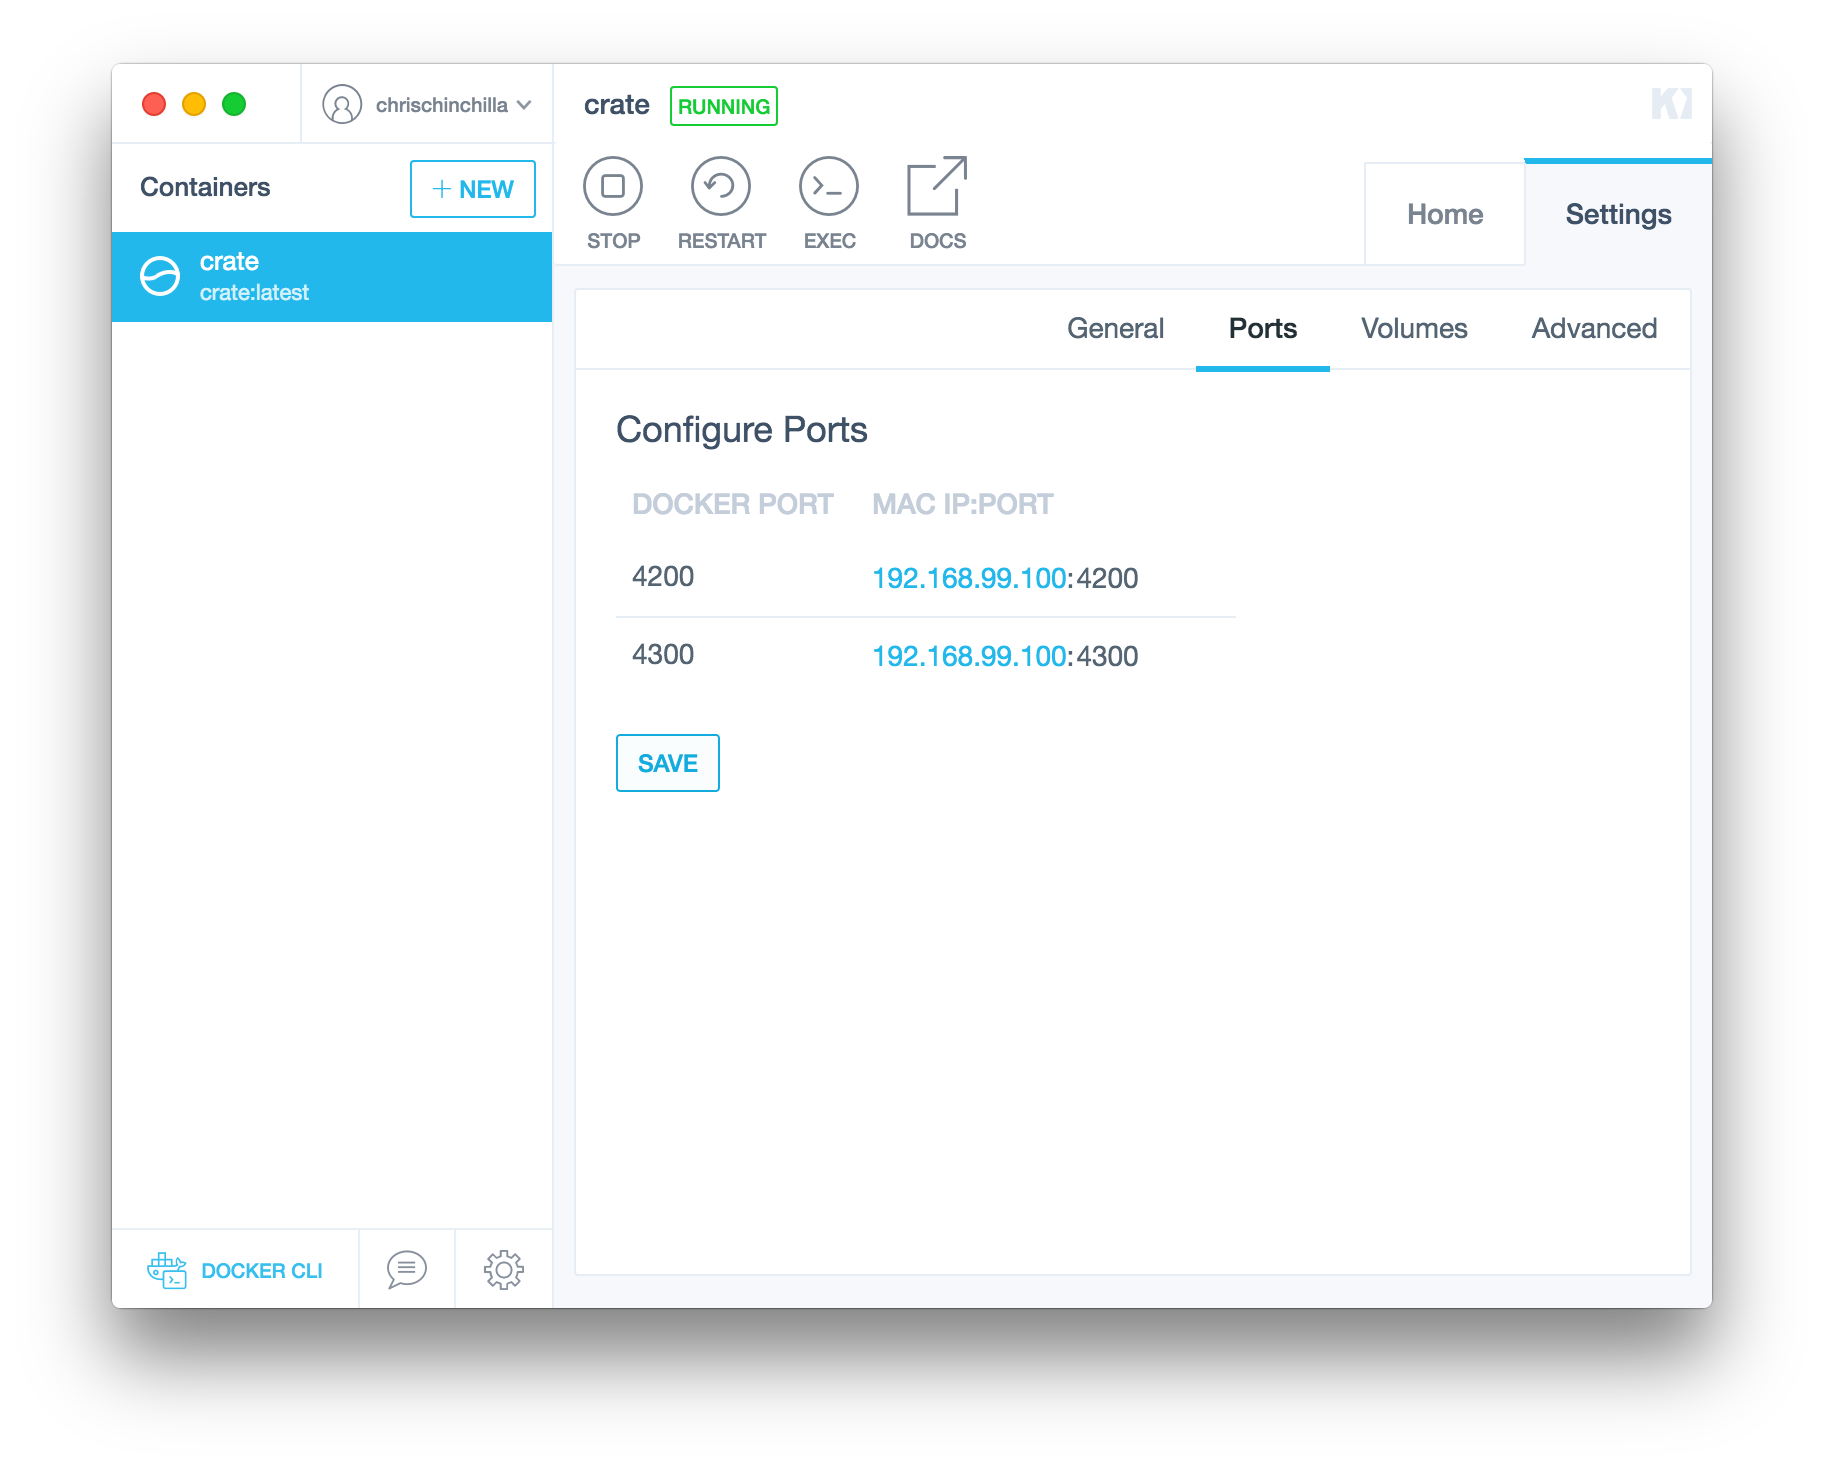 chrischinchilla
crate RUNNING
Containers
+ NEW
STOP RESTART EXEC DOCS
Home Settings
crate
crate:latest
General Ports Volumes Advanced
Configure Ports
DOCKER PORT MAC IP:PORT
4200 192.168.99.100:4200
4300 192.168.99.100:4300
SAVE
DOCKER CLI